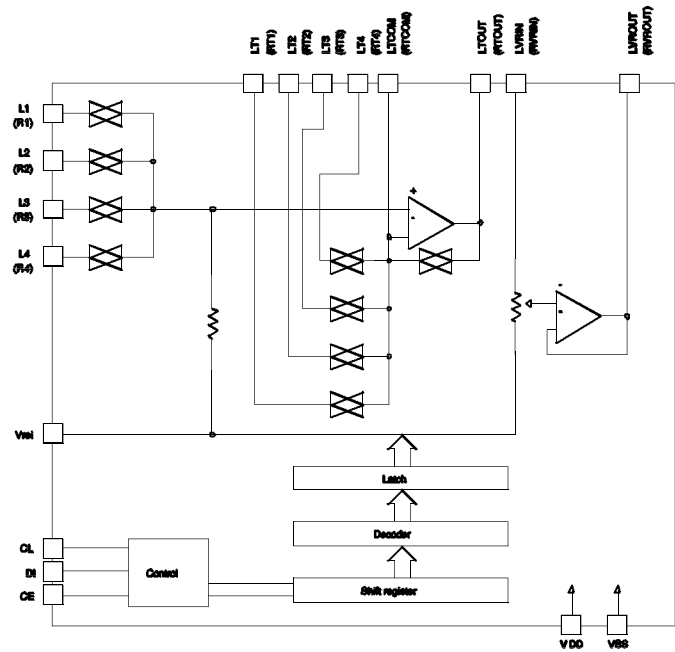 LT1
(RT1)
LT2
(RT2)
LT3
(RT3)
LT4
(RT4)
LTCOM
(RTCOM)
LTOUT
(RTOUT)
LVRIN
(RVRIN)
LVROUT
(RVROUT)
L1
(R1)
L2
(R2)
L3
(R3)
L4
(R4)
+
-
-
Vref
Latch
Decoder
CL
DI
CE
Control
Shift register
VDD
VSS